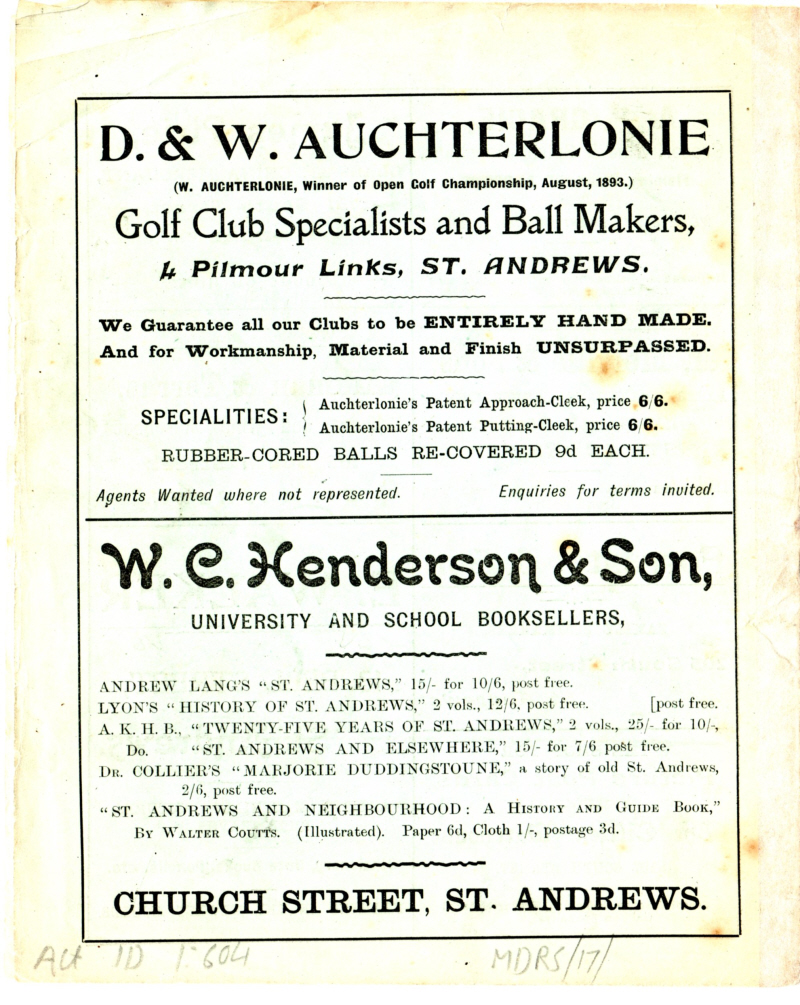 D. & W. AUCHTERLONIE
(W. AUCHTERLONIE, Winner of Open Golf Championship, August, 1893.)
Golf Club Specialists and Ball Makers,
4 Pilmour Links, ST. ANDREWS.
We Guarantee all our Clubs to be ENTIRELY HAND MADE.
And for Workmanship, Material and Finish UNSURPASSED.
SPECIALITIES: { Auchterlonie's Patent Approach-Cleek, price 6/6.
Auchterlonie's Patent Putting-Cleek, price 6/6.
RUBBER-CORED BALLS RE-COVERED 9d EACH.
Agents Wanted where not represented. Enquiries for terms invited.
W. C. Henderson & Son,
UNIVERSITY AND SCHOOL BOOKSELLERS,
ANDREW LANG'S "ST. ANDREWS," 15/- for 10/6, post free.
LYON'S "HISTORY OF ST. ANDREWS," 2 vols., 12/6, post free. [post free.
A. K. H. B., "TWENTY-FIVE YEARS OF ST. ANDREWS," 2 vols., 25/- for 10/-,
Do. "ST. ANDREWS AND ELSEWHERE," 15/- for 7/6 post free.
DR. COLLIER'S "MARJORIE DUDDINGSTOUNE," a story of old St. Andrews,
2/6, post free.
"ST. ANDREWS AND NEIGHBOURHOOD: A HISTORY AND GUIDE BOOK,"
BY WALTER COUTTS. (Illustrated). Paper 6d, Cloth 1/-, postage 3d.
CHURCH STREET, ST. ANDREWS.
ID 1604 MDRS/17/